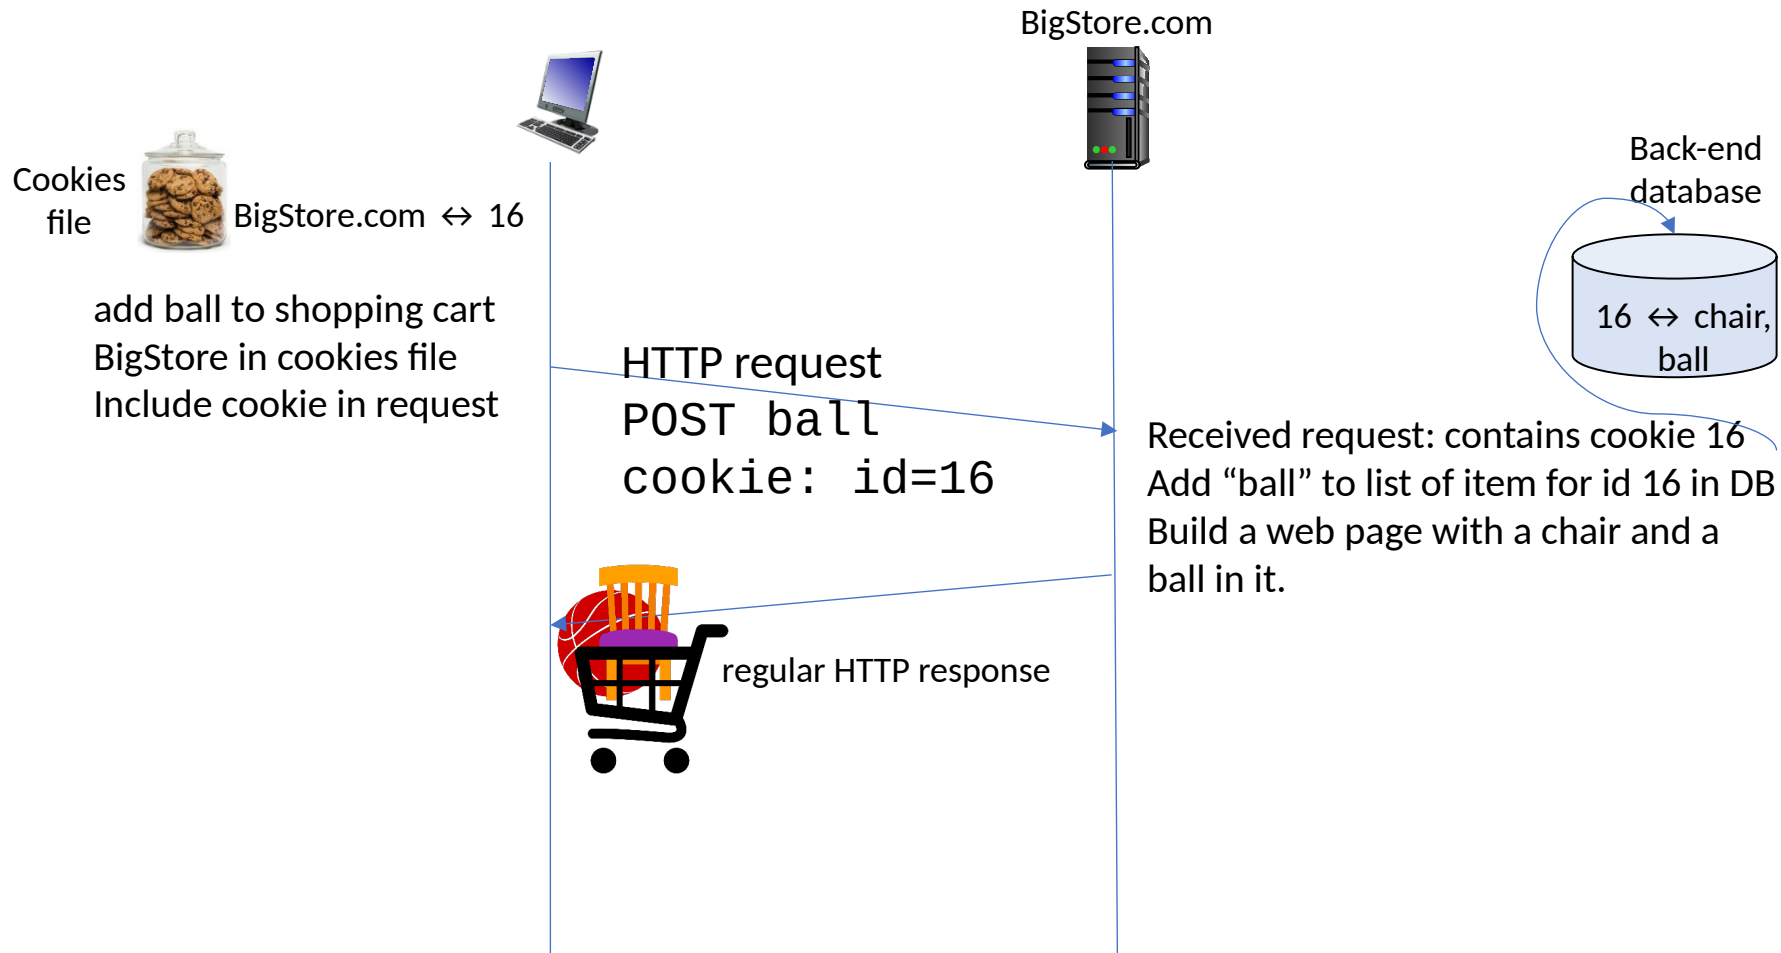 BigStore.com
Cookies
file
BigStore.com ↔ 16
Back-end
database
16 ↔ chair,
ball
add ball to shopping cart
BigStore in cookies file
Include cookie in request
HTTP request
POST ball
cookie: id=16
Received request: contains cookie 16
Add “ball” to list of item for id 16 in DB
Build a web page with a chair and a
ball in it.
regular HTTP response